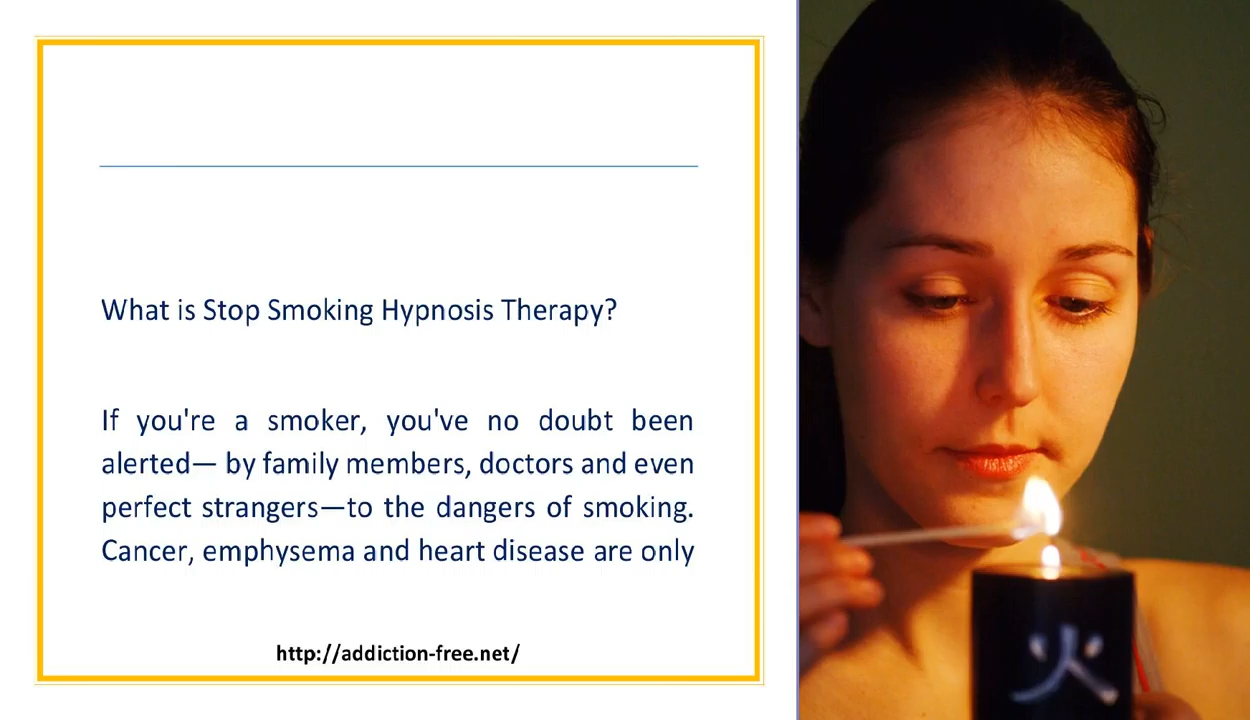 What is Stop Smoking Hypnosis Therapy?
If you're a smoker, you've no doubt been
alerted— by family members, doctors and even
perfect strangers—to the dangers of smoking.
Cancer, emphysema and heart disease are only
http://addiction-free.net/
火